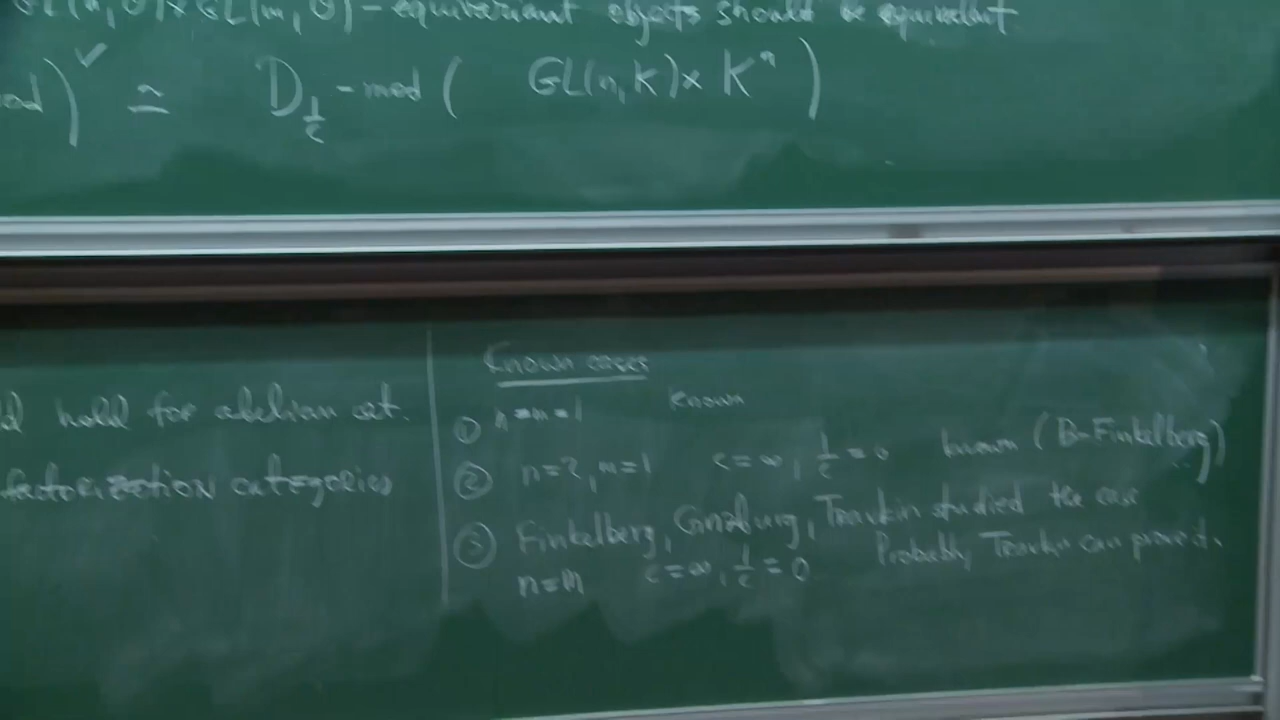 GL(n,O)×GL(m,O) - equivariant objects should be equivalent
od)^∨ ≃ D_{1/c} - mod ( GL(n,K)× K^n )
d hold for abelian cat.
factorization categories
Known cases
① n=m=1 known
② n=2, m=1 c=∞, 1/c=0 known (B-Finkelberg)
③ Finkelberg, Ginzburg, Travkin studied the case
n=m c=∞, 1/c=0 Probably Travkin can prove it.